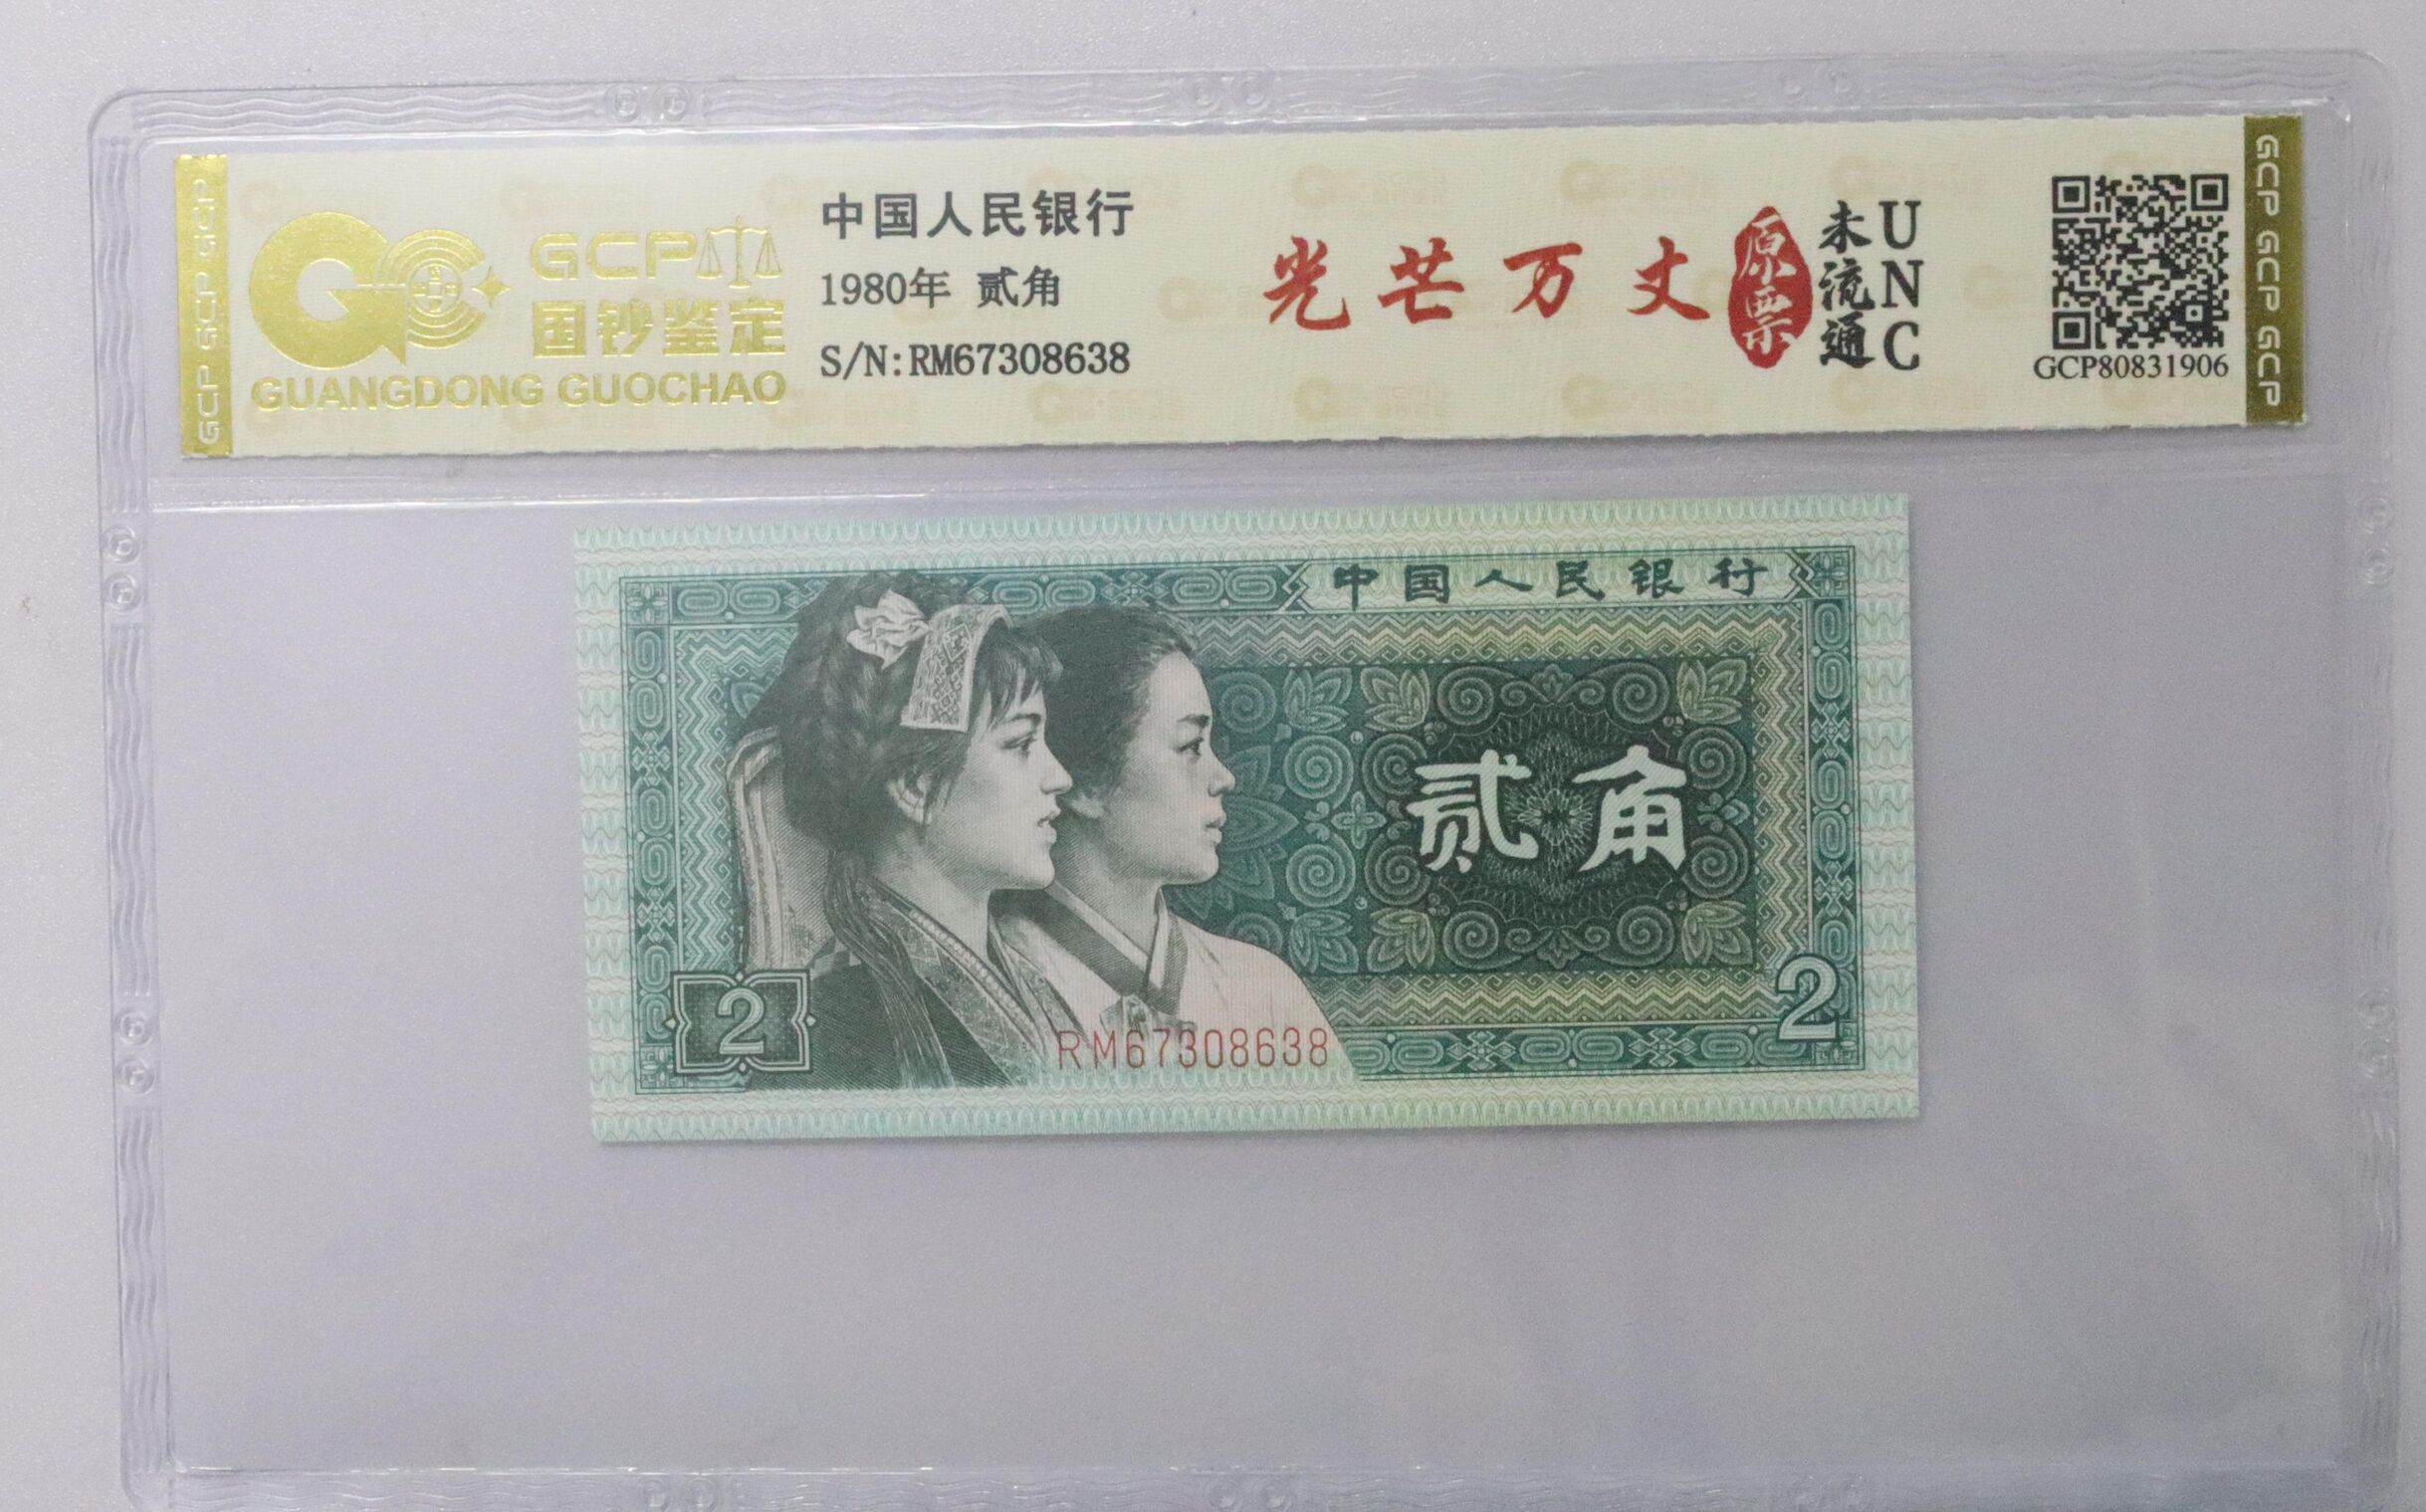 GCP GCP GCP
GCP
国钞鉴定
GUANGDONG GUOCHAO
中国人民银行
1980年 贰角
S/N:RM67308638
光芒万丈
原票
未流通
UNC
GCP80831906
GCP GCP GCP
中国人民银行
贰角
2
2
RM67308638